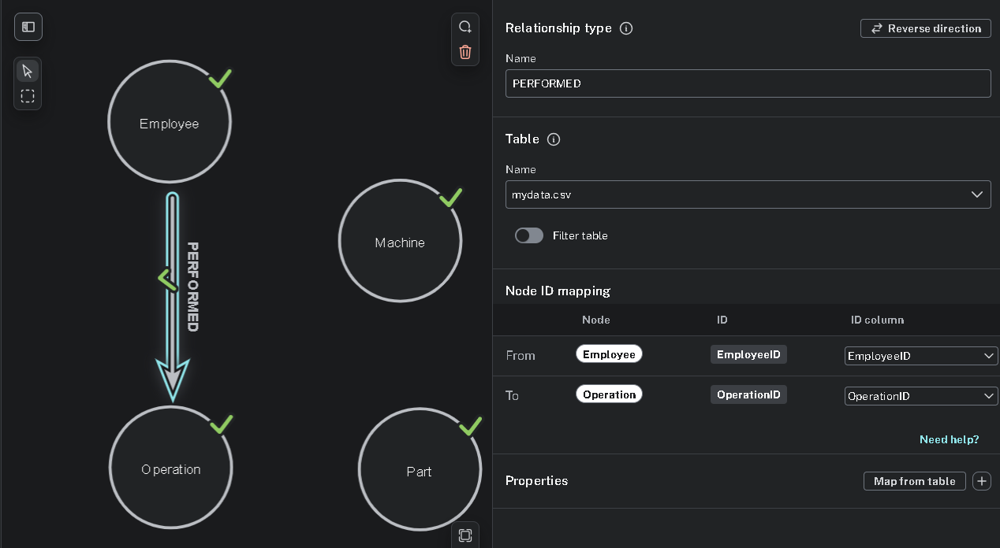 Employee
PERFORMED
Machine
Operation
Part
Relationship type
Reverse direction
Name
PERFORMED
Table
Name
mydata.csv
Filter table
Node ID mapping
Node ID ID column
From Employee EmployeeID EmployeeID
To Operation OperationID OperationID
Need help?
Properties Map from table